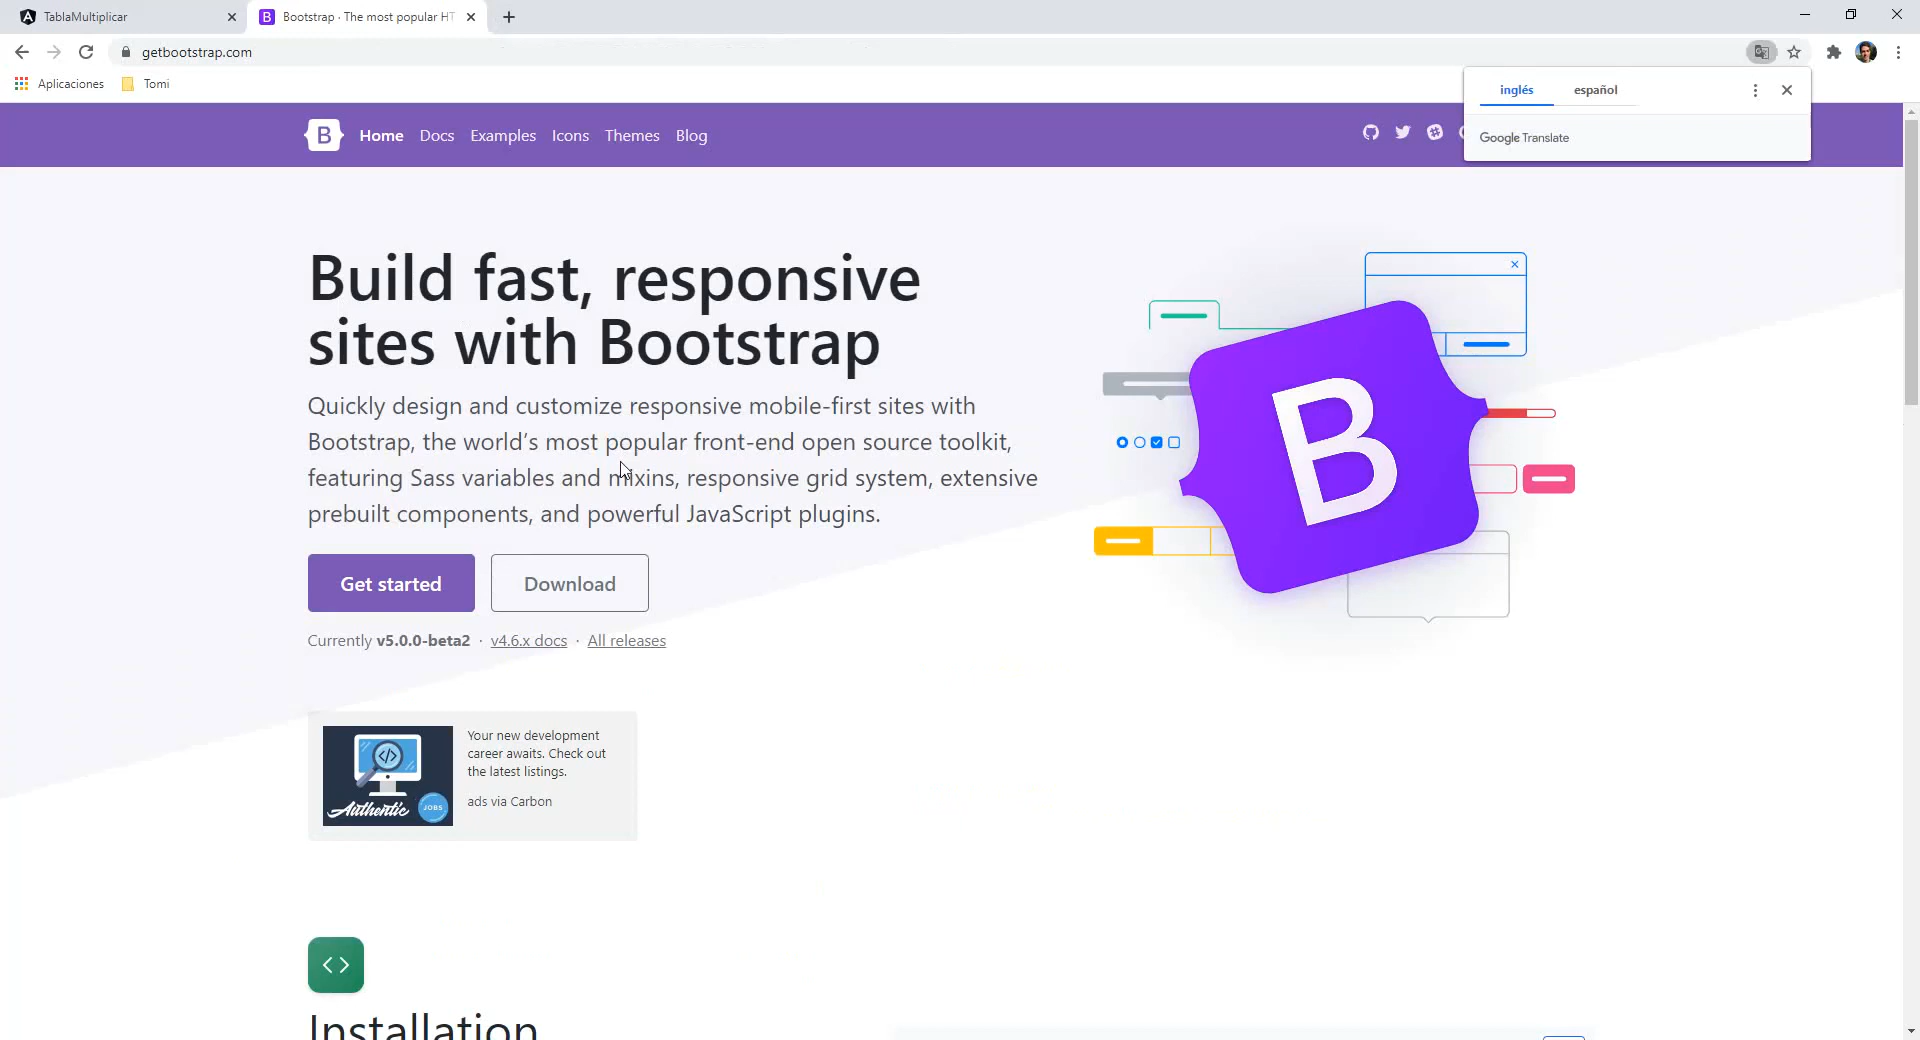 TablaMultiplicar
Bootstrap · The most popular HT
getbootstrap.com
Aplicaciones
Tomi
inglés
español
Google Translate
B
Home
Docs
Examples
Icons
Themes
Blog
Build fast, responsive
sites with Bootstrap
Quickly design and customize responsive mobile-first sites with
Bootstrap, the world’s most popular front-end open source toolkit,
featuring Sass variables and mixins, responsive grid system, extensive
prebuilt components, and powerful JavaScript plugins.
B
Get started
Download
Currently v5.0.0-beta2 · v4.6.x docs · All releases
Your new development
career awaits. Check out
the latest listings.
ads via Carbon
Authentic
JOBS
Installation